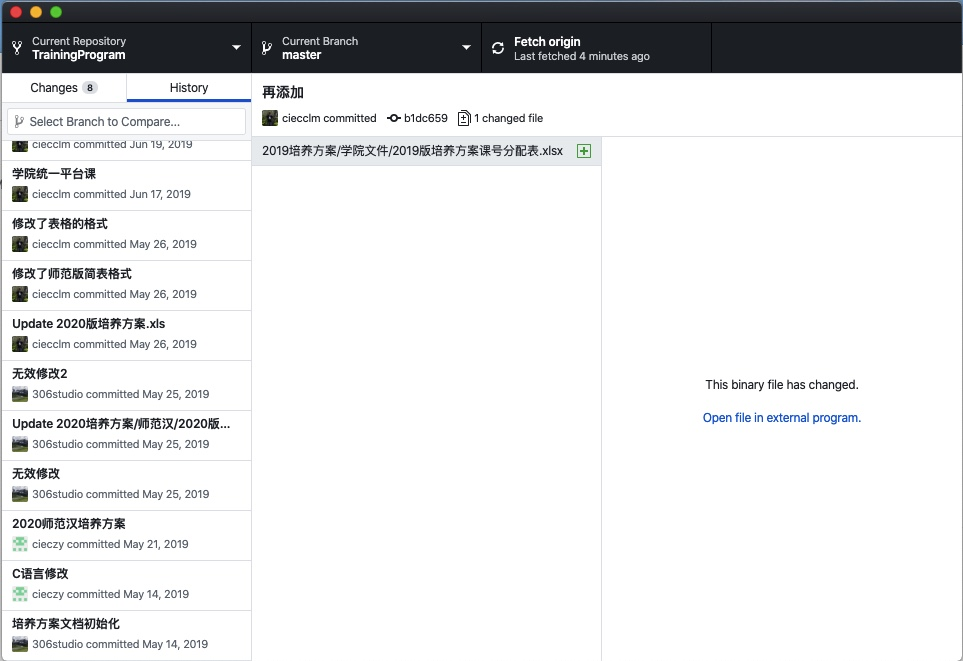 Current Repository
TrainingProgram
Current Branch
master
Fetch origin
Last fetched 4 minutes ago
Changes 8
History
Select Branch to Compare...
ciecclm committed Jun 19, 2019
学院统一平台课
ciecclm committed Jun 17, 2019
修改了表格的格式
ciecclm committed May 26, 2019
修改了师范版简表格式
ciecclm committed May 26, 2019
Update 2020版培养方案.xls
ciecclm committed May 26, 2019
无效修改2
306studio committed May 25, 2019
Update 2020培养方案/师范汉/2020版...
306studio committed May 25, 2019
无效修改
306studio committed May 25, 2019
2020师范汉培养方案
cieczy committed May 21, 2019
C语言修改
cieczy committed May 14, 2019
培养方案文档初始化
306studio committed May 14, 2019
再添加
ciecclm committed b1dc659 1 changed file
2019培养方案/学院文件/2019版培养方案课号分配表.xlsx
This binary file has changed.
Open file in external program.